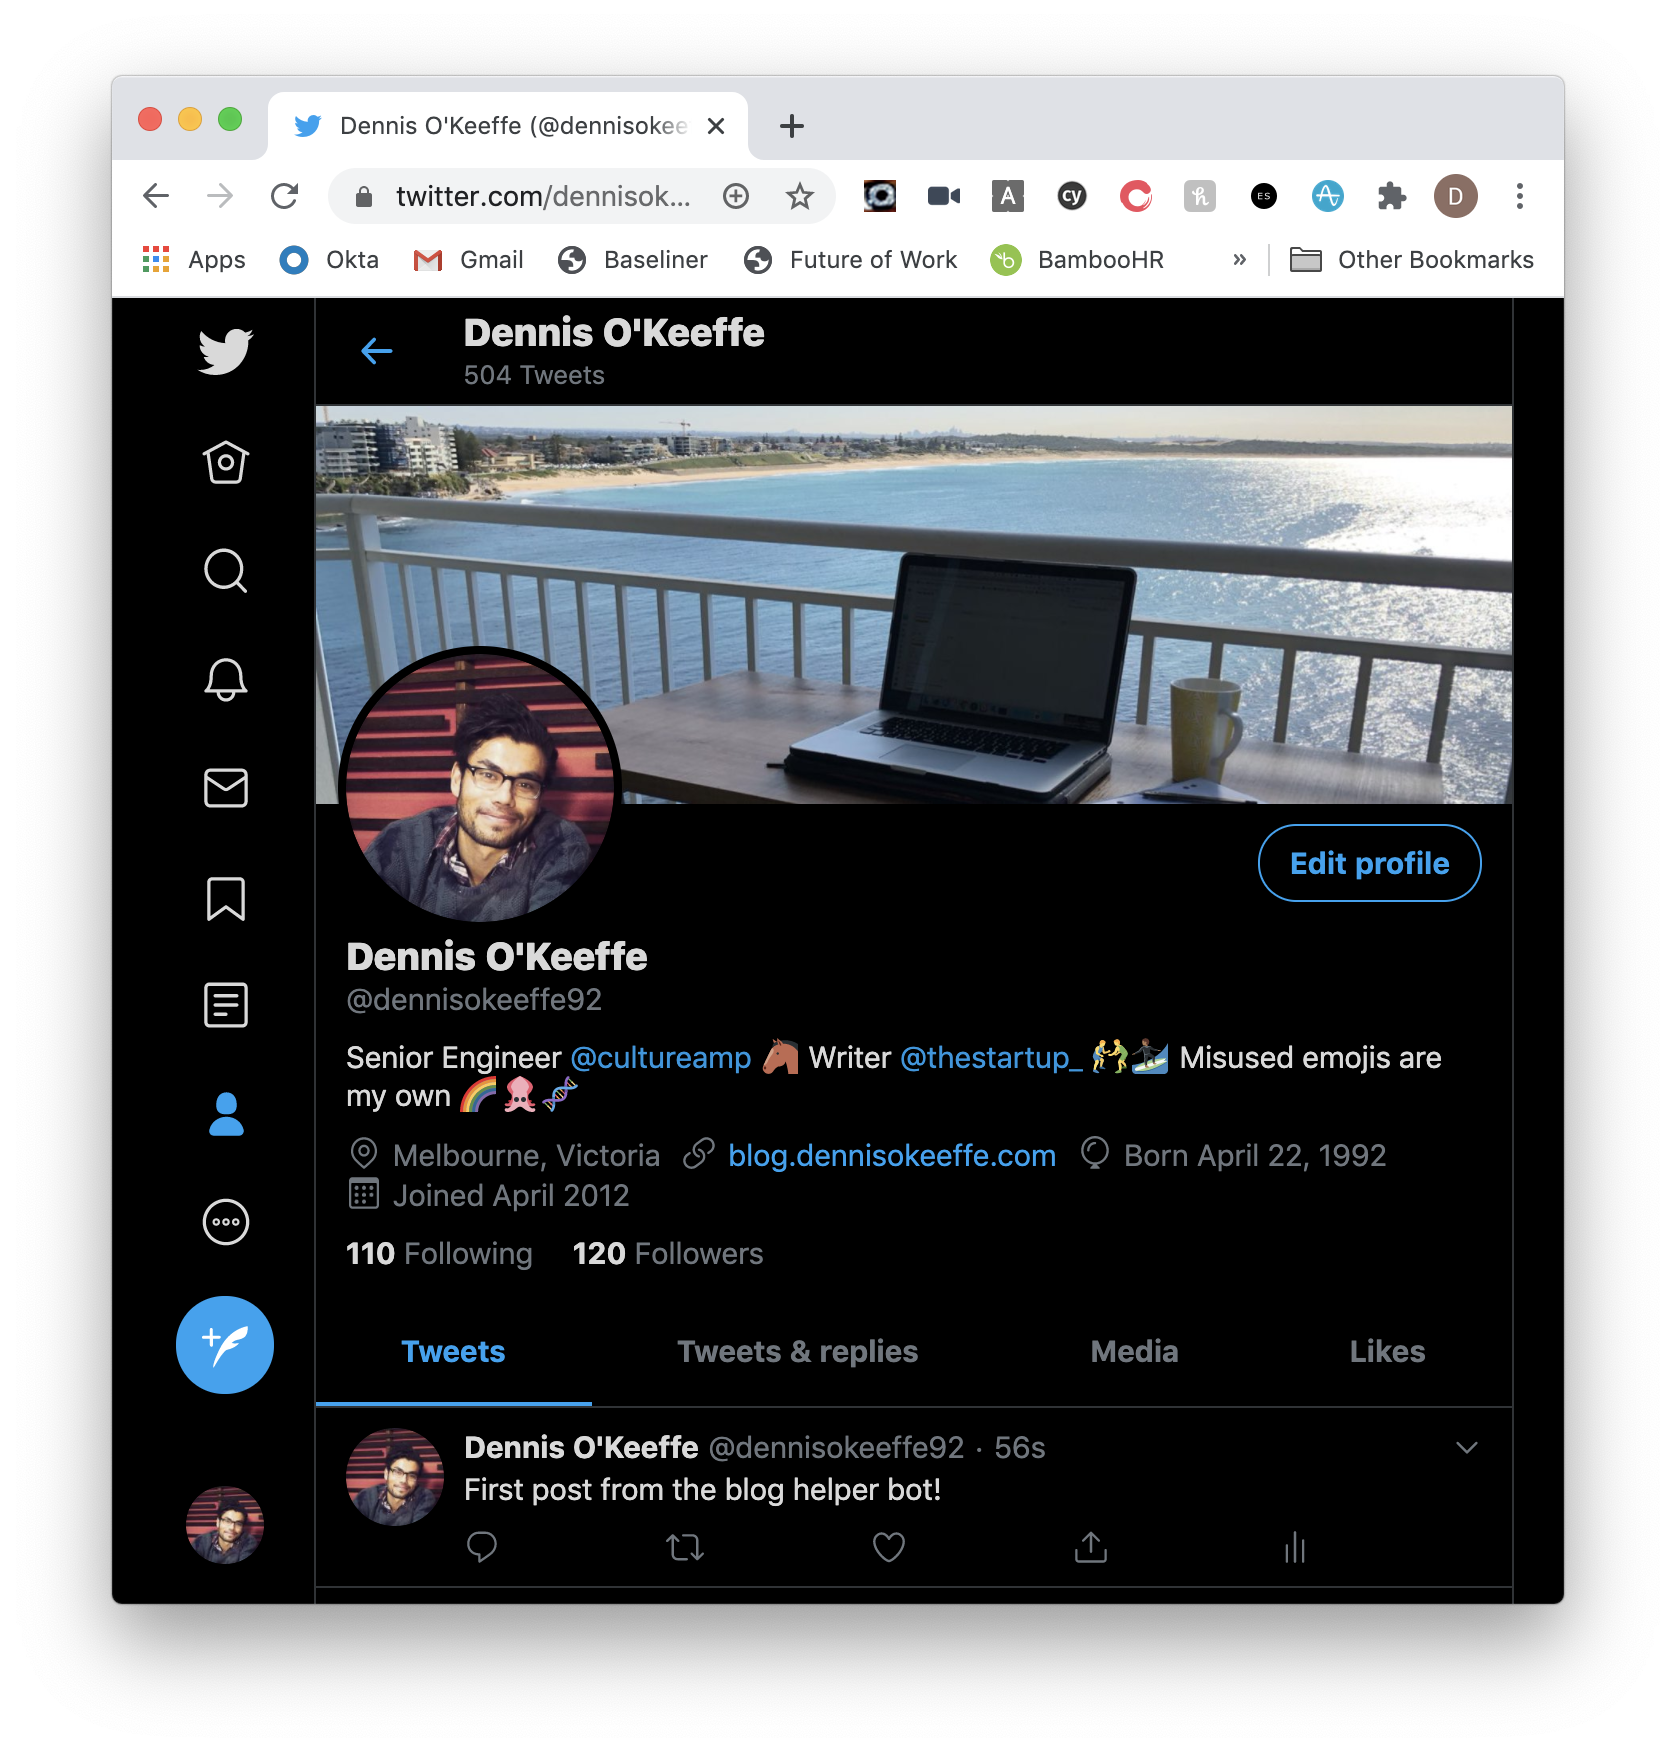 Dennis O'Keeffe (@dennisokee
twitter.com/dennisok...
A
cy
h
ES
D
Apps
Okta
Gmail
Baseliner
Future of Work
BambooHR
»
Other Bookmarks
Dennis O'Keeffe
504 Tweets
Edit profile
Dennis O'Keeffe
@dennisokeeffe92
Senior Engineer @cultureamp 🐴 Writer @thestartup_ 🤼‍♂️🏄🏿‍♂️ Misused emojis are
my own 🌈🦑🧬
Melbourne, Victoria blog.dennisokeeffe.com Born April 22, 1992
Joined April 2012
110 Following 120 Followers
Tweets
Tweets & replies
Media
Likes
Dennis O'Keeffe @dennisokeeffe92 · 56s
First post from the blog helper bot!